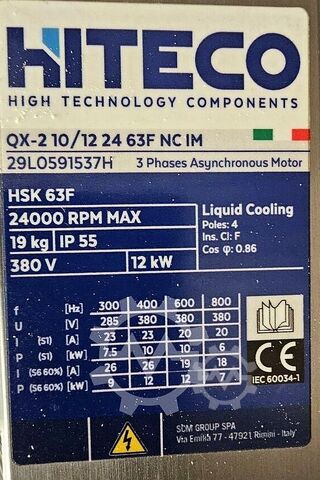 HITECO
HIGH TECHNOLOGY COMPONENTS
QX-2 10/12 24 63F NC IM
29L0591537H 3 Phases Asynchronous Motor
HSK 63F
24000 RPM MAX
19 kg IP 55
380 V 12 kW
Liquid Cooling
Poles: 4
Ins. Cl: F
Cos φ: 0.86
f [Hz] 300 400 600 800
U [V] 285 380 380 380
I (S1) [A] 23 23 20 20
P (S1) [kW] 7.5 10 10 6
I (S6 60%) [A] 26 26 19 18
P (S6 60%) [kW] 9 12 12 7
CE
IEC 60034-1
SCM GROUP SPA
Via Emilia 77 - 47921 Rimini - Italy